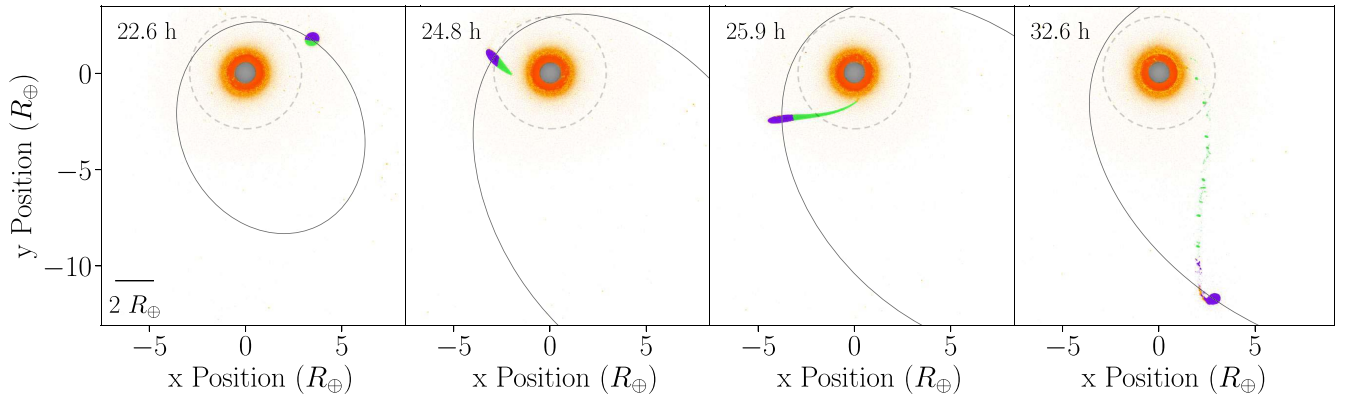 22.6 h 24.8 h 25.9 h 32.6 h
y Position (R⊕)
0
−5
−10
2 R⊕
−5 0 5 −5 0 5 −5 0 5 −5 0 5
x Position (R⊕) x Position (R⊕) x Position (R⊕) x Position (R⊕)